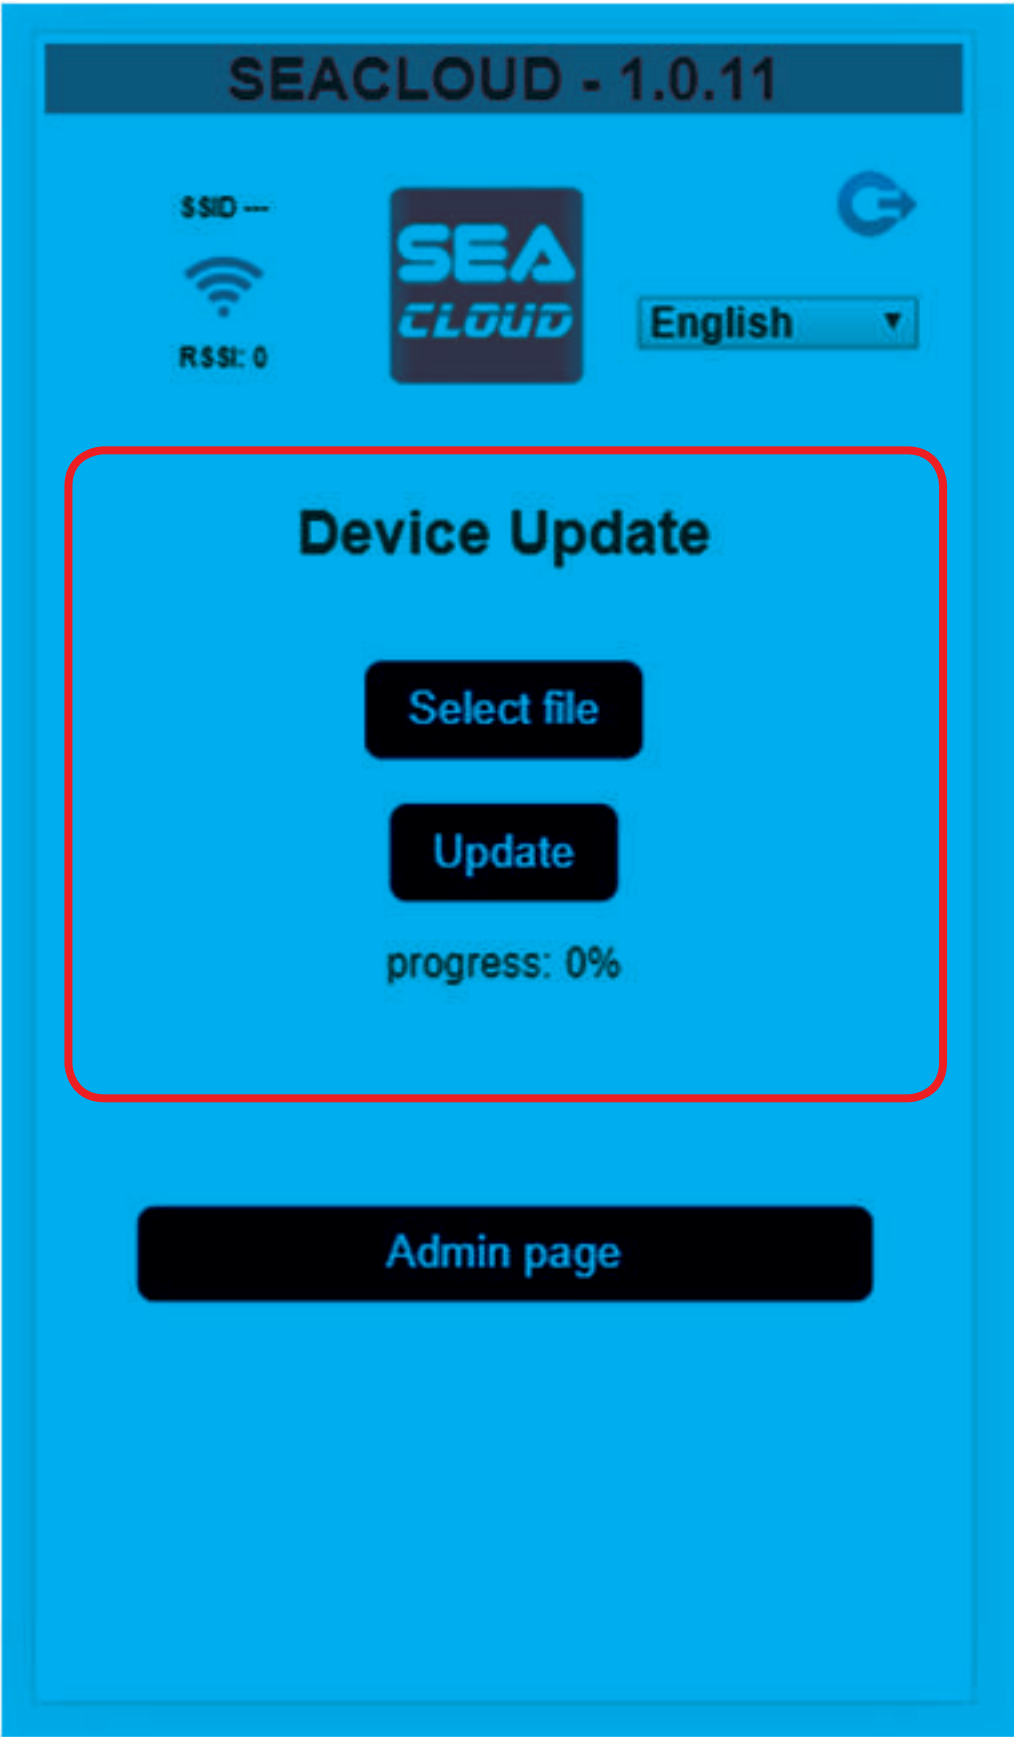 SEACLOUD - 1.0.11
SSID ---
RSSI: 0
SEA
CLOUD
English
Device Update
Select file
Update
progress: 0%
Admin page